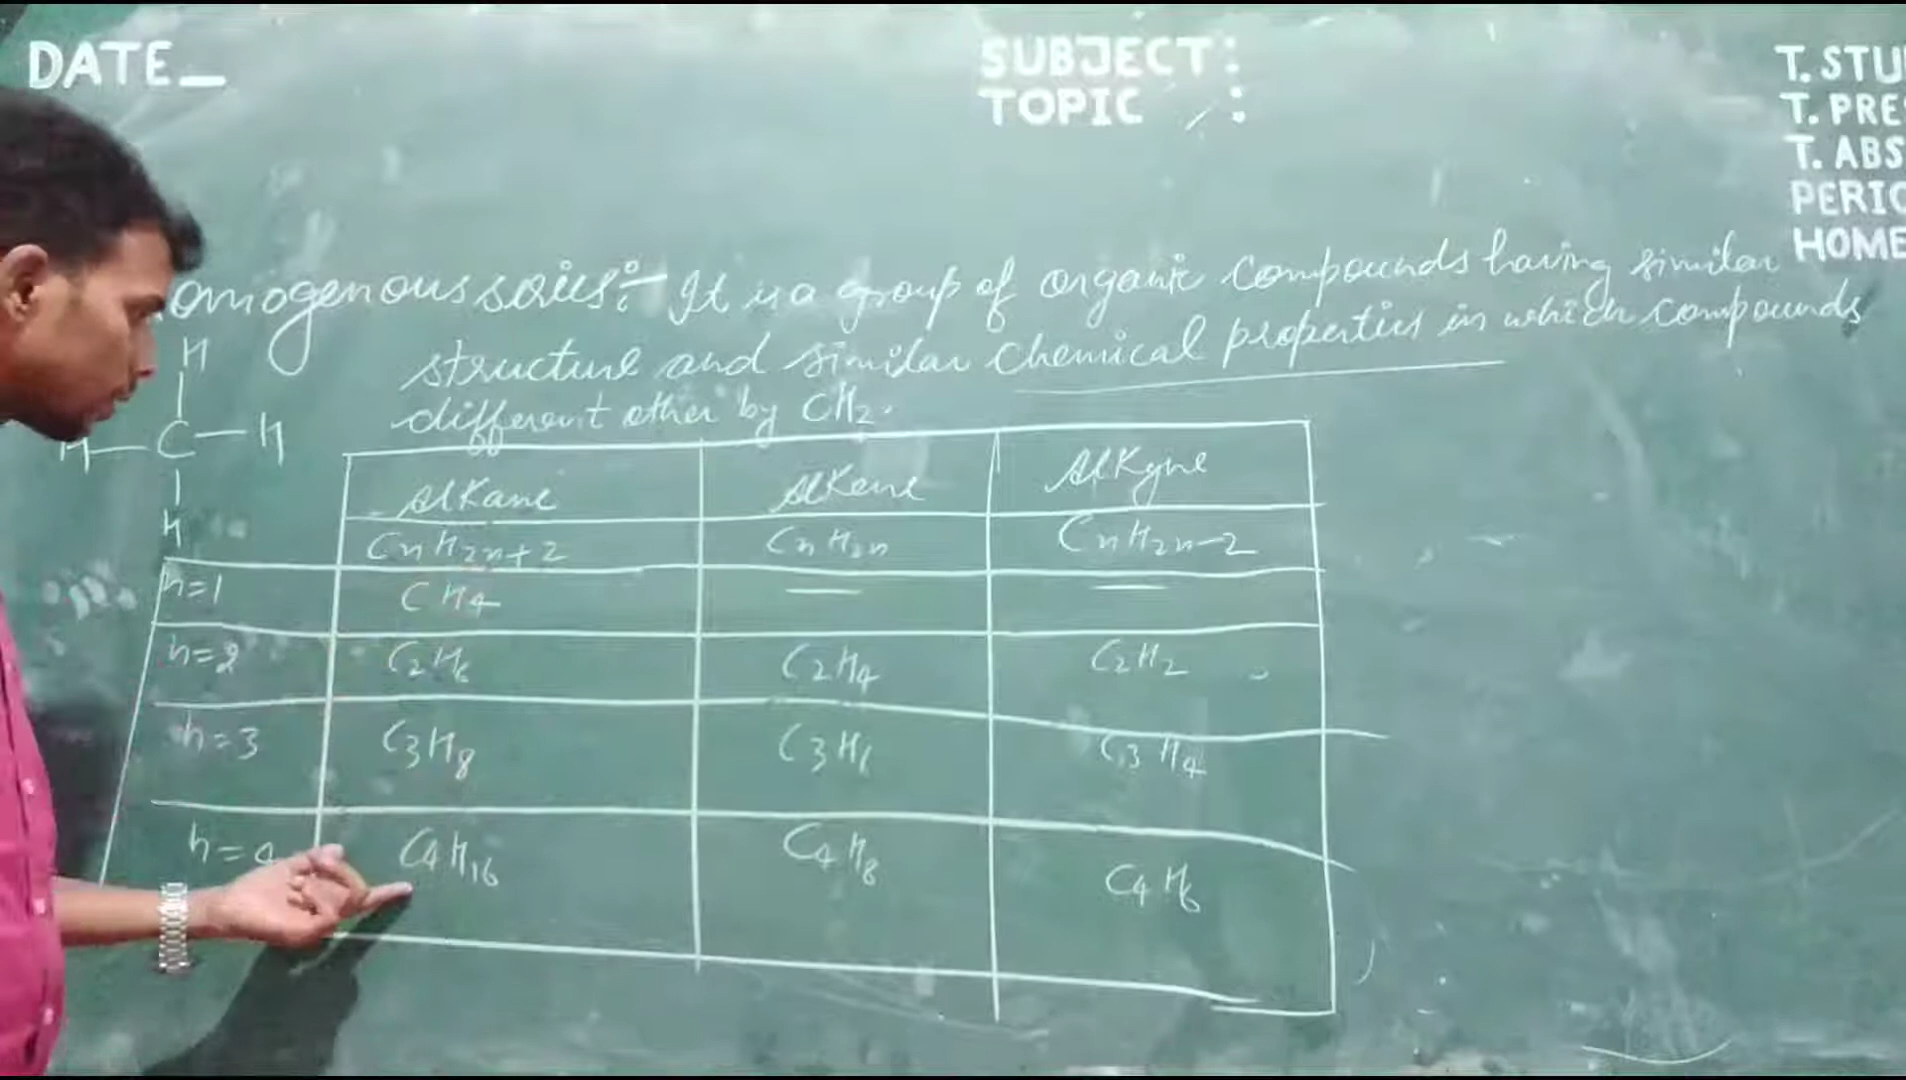 DATE_
SUBJECT:
TOPIC :
T. STU
T. PRE
T. ABS
PERIO
HOME
omogenous series:- It is a group of organic compounds having similar
structure and similar chemical properties in which compounds
different other by CH2.
H
H-C-H
H
Alkane Alkene Alkyne
CnH2n+2 CnH2n CnH2n-2
n=1 CH4 — —
n=2 C2H6 C2H4 C2H2
n=3 C3H8 C3H6 C3H4
n=4 C4H16 C4H8 C4H6